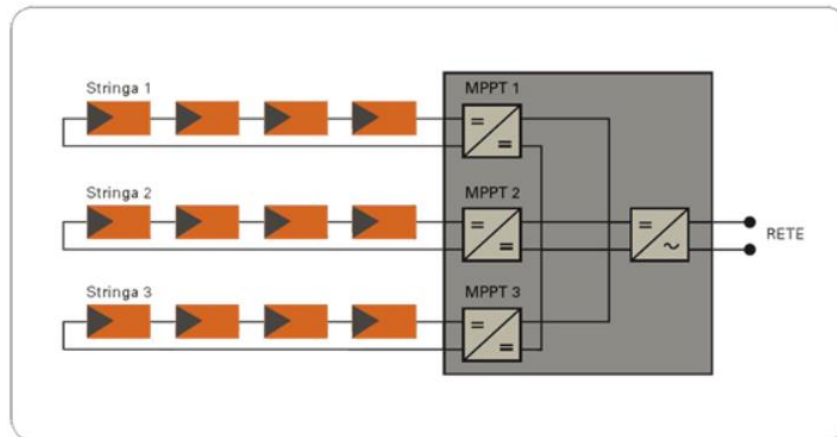 Stringa 1
MPPT 1
Stringa 2
MPPT 2
RETE
Stringa 3
MPPT 3